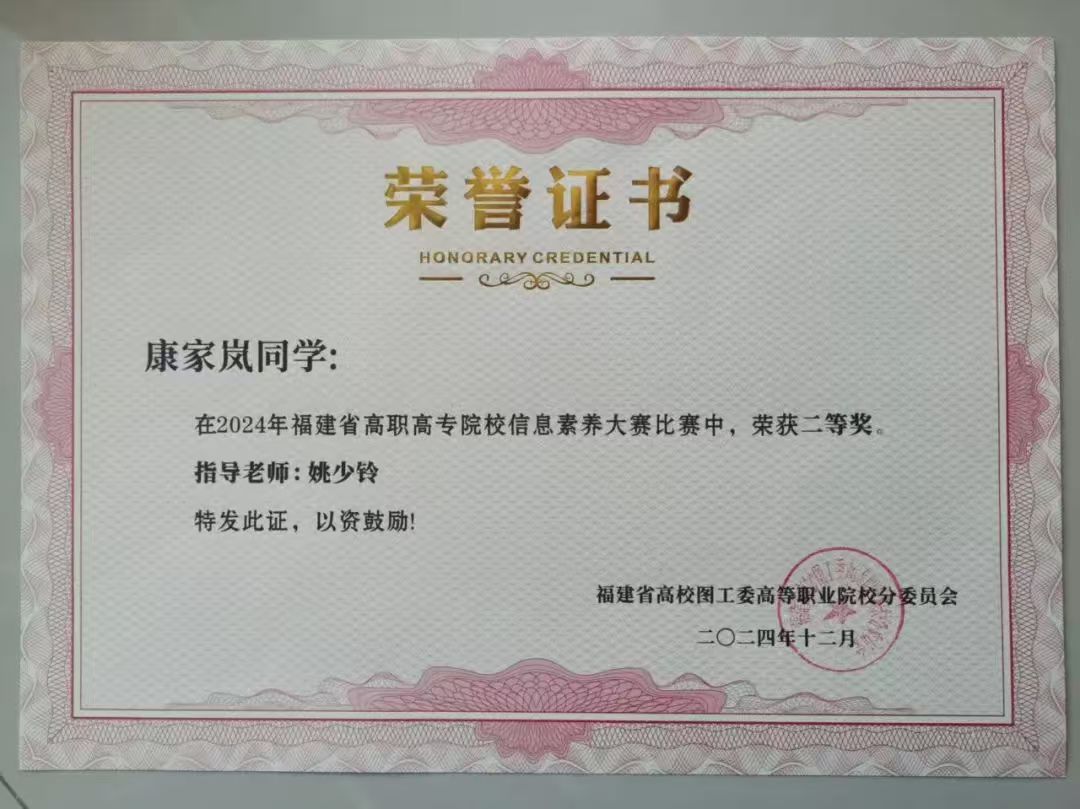 荣誉证书
HONORARY CREDENTIAL
康家岚同学:
在2024年福建省高职高专院校信息素养大赛比赛中，荣获二等奖。
指导老师：姚少铃
特发此证，以资鼓励!
福建省高校图工委高等职业院校分委员会
二〇二四年十二月